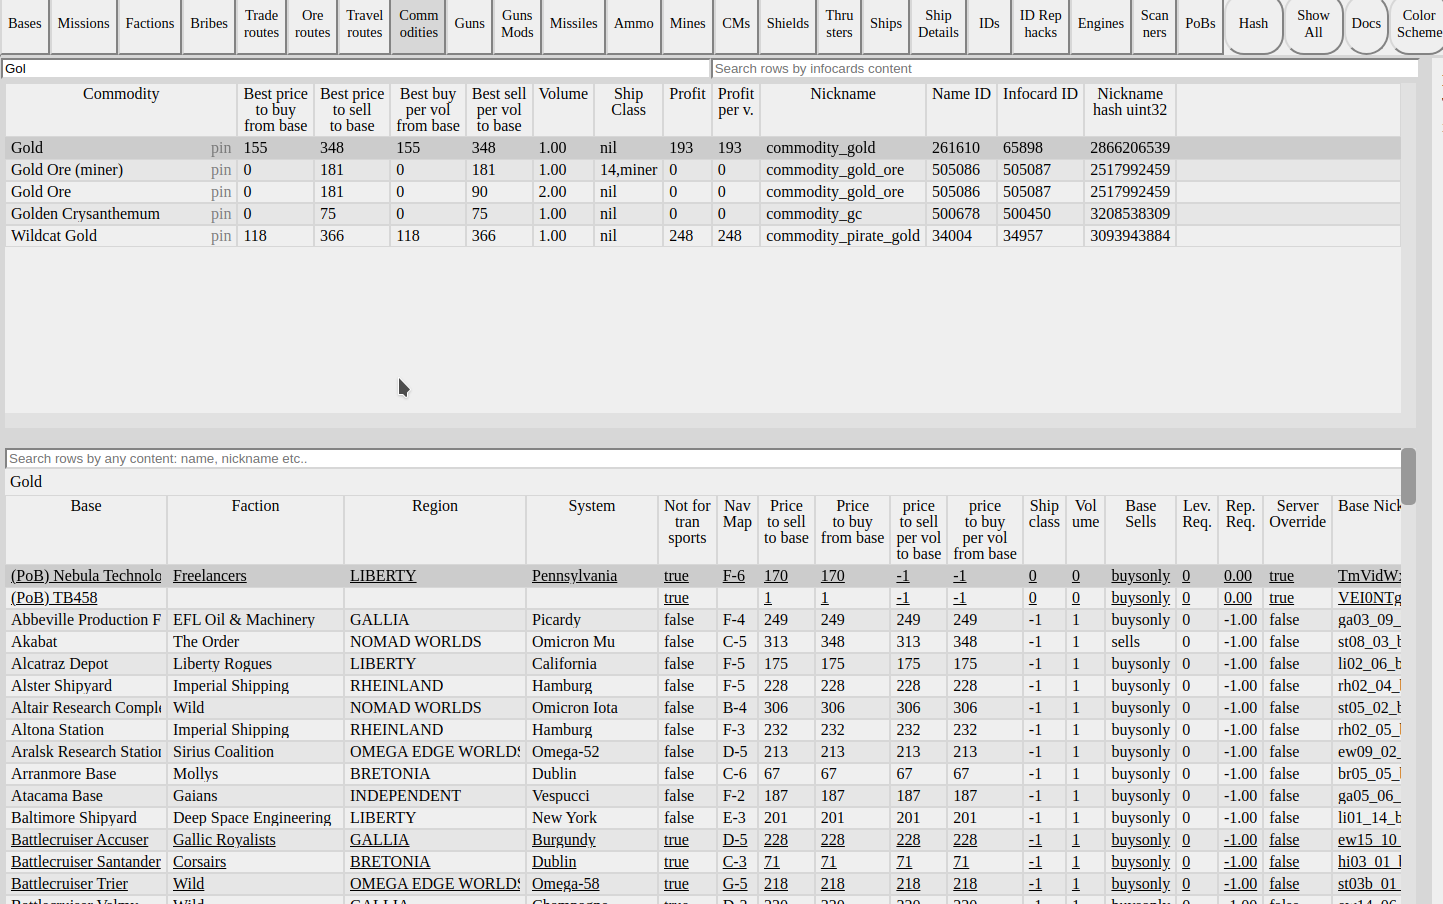 Bases Missions Factions Bribes Trade routes Ore routes Travel routes Comm odities Guns Guns Mods Missiles Ammo Mines CMs Shields Thru sters Ships Ship Details IDs ID Rep hacks Engines Scan ners PoBs Hash Show All Docs Color Scheme
Gol Search rows by infocards content
Commodity Best price to buy from base Best price to sell to base Best buy per vol from base Best sell per vol to base Volume Ship Class Profit Profit per v. Nickname Name ID Infocard ID Nickname hash uint32
Gold pin 155 348 155 348 1.00 nil 193 193 commodity_gold 261610 65898 2866206539
Gold Ore (miner) pin 0 181 0 181 1.00 14,miner 0 0 commodity_gold_ore 505086 505087 2517992459
Gold Ore pin 0 181 0 90 2.00 nil 0 0 commodity_gold_ore 505086 505087 2517992459
Golden Crysanthemum pin 0 75 0 75 1.00 nil 0 0 commodity_gc 500678 500450 3208538309
Wildcat Gold pin 118 366 118 366 1.00 nil 248 248 commodity_pirate_gold 34004 34957 3093943884
Search rows by any content: name, nickname etc..
Gold
Base Faction Region System Not for tran sports Nav Map Price to sell to base Price to buy from base price to sell per vol to base price to buy per vol from base Ship class Vol ume Base Sells Lev. Req. Rep. Req. Server Override Base Nick
(PoB) Nebula Technolo Freelancers LIBERTY Pennsylvania true F-6 170 170 -1 -1 0 0 buysonly 0 0.00 true TmVidWx
(PoB) TB458 true 1 1 -1 -1 0 0 buysonly 0 0.00 true VEI0NTg
Abbeville Production F EFL Oil & Machinery GALLIA Picardy false F-4 249 249 249 249 -1 1 buysonly 0 -1.00 false ga03_09_
Akabat The Order NOMAD WORLDS Omicron Mu false C-5 313 348 313 348 -1 1 sells 0 -1.00 false st08_03_b
Alcatraz Depot Liberty Rogues LIBERTY California false F-5 175 175 175 175 -1 1 buysonly 0 -1.00 false li02_06_b
Alster Shipyard Imperial Shipping RHEINLAND Hamburg false F-5 228 228 228 228 -1 1 buysonly 0 -1.00 false rh02_04_
Altair Research Comple Wild NOMAD WORLDS Omicron Iota false B-4 306 306 306 306 -1 1 buysonly 0 -1.00 false st05_02_b
Altona Station Imperial Shipping RHEINLAND Hamburg false F-3 232 232 232 232 -1 1 buysonly 0 -1.00 false rh02_05_
Aralsk Research Station Sirius Coalition OMEGA EDGE WORLDS Omega-52 false D-5 213 213 213 213 -1 1 buysonly 0 -1.00 false ew09_02_
Arranmore Base Mollys BRETONIA Dublin false C-6 67 67 67 67 -1 1 buysonly 0 -1.00 false br05_05_
Atacama Base Gaians INDEPENDENT Vespucci false F-2 187 187 187 187 -1 1 buysonly 0 -1.00 false ga05_06_
Baltimore Shipyard Deep Space Engineering LIBERTY New York false E-3 201 201 201 201 -1 1 buysonly 0 -1.00 false li01_14_b
Battlecruiser Accuser Gallic Royalists GALLIA Burgundy true D-5 228 228 228 228 -1 1 buysonly 0 -1.00 false ew15_10_
Battlecruiser Santander Corsairs BRETONIA Dublin true C-3 71 71 71 71 -1 1 buysonly 0 -1.00 false hi03_01_
Battlecruiser Trier Wild OMEGA EDGE WORLDS Omega-58 true G-5 218 218 218 218 -1 1 buysonly 0 -1.00 false st03b_01_